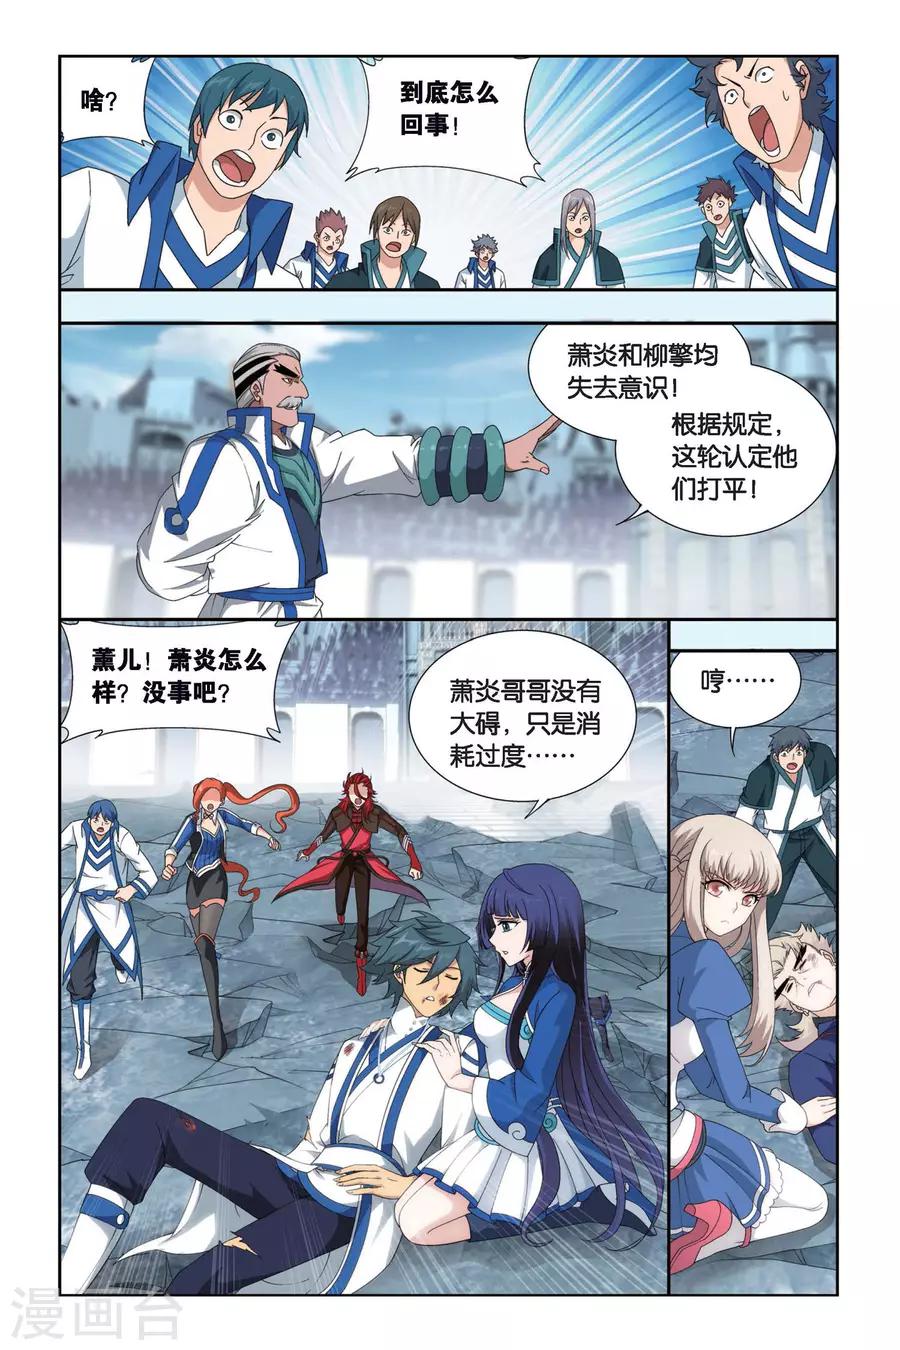 啥？
到底怎么
回事！
萧炎和柳擎均
失去意识！
根据规定，
这轮认定他
们打平！
薰儿！萧炎怎么
样？没事吧？
萧炎哥哥没有
大碍，只是消
耗过度……
哼……
漫画台